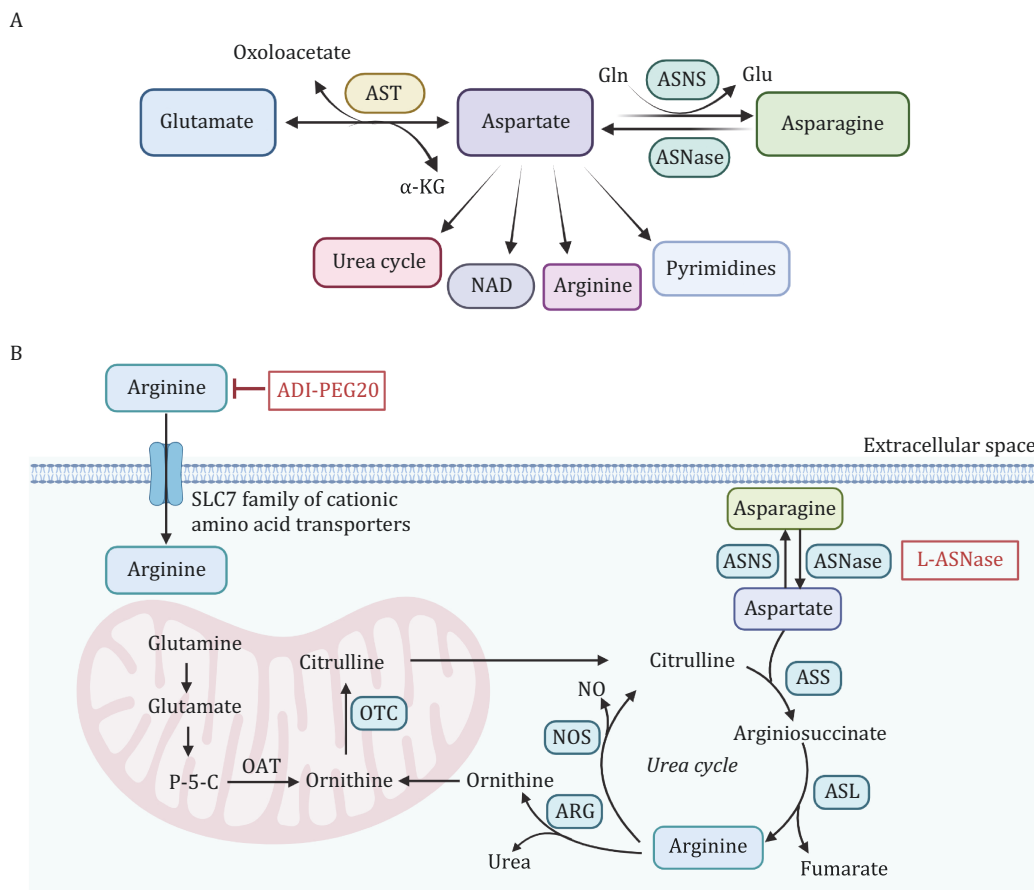 A
Oxoloacetate
Gln
ASNS
Glu
AST
Glutamate
Aspartate
Asparagine
ASNase
α-KG
Urea cycle
NAD
Arginine
Pyrimidines
B
Arginine
ADI-PEG20
Extracellular space
SLC7 family of cationic
amino acid transporters
Arginine
Asparagine
ASNS
ASNase
L-ASNase
Aspartate
Glutamine
Citrulline
Citrulline
ASS
NO
Glutamate
OTC
NOS
Arginiosuccinate
Urea cycle
P-5-C
OAT
Ornithine
Ornithine
ARG
ASL
Urea
Arginine
Fumarate